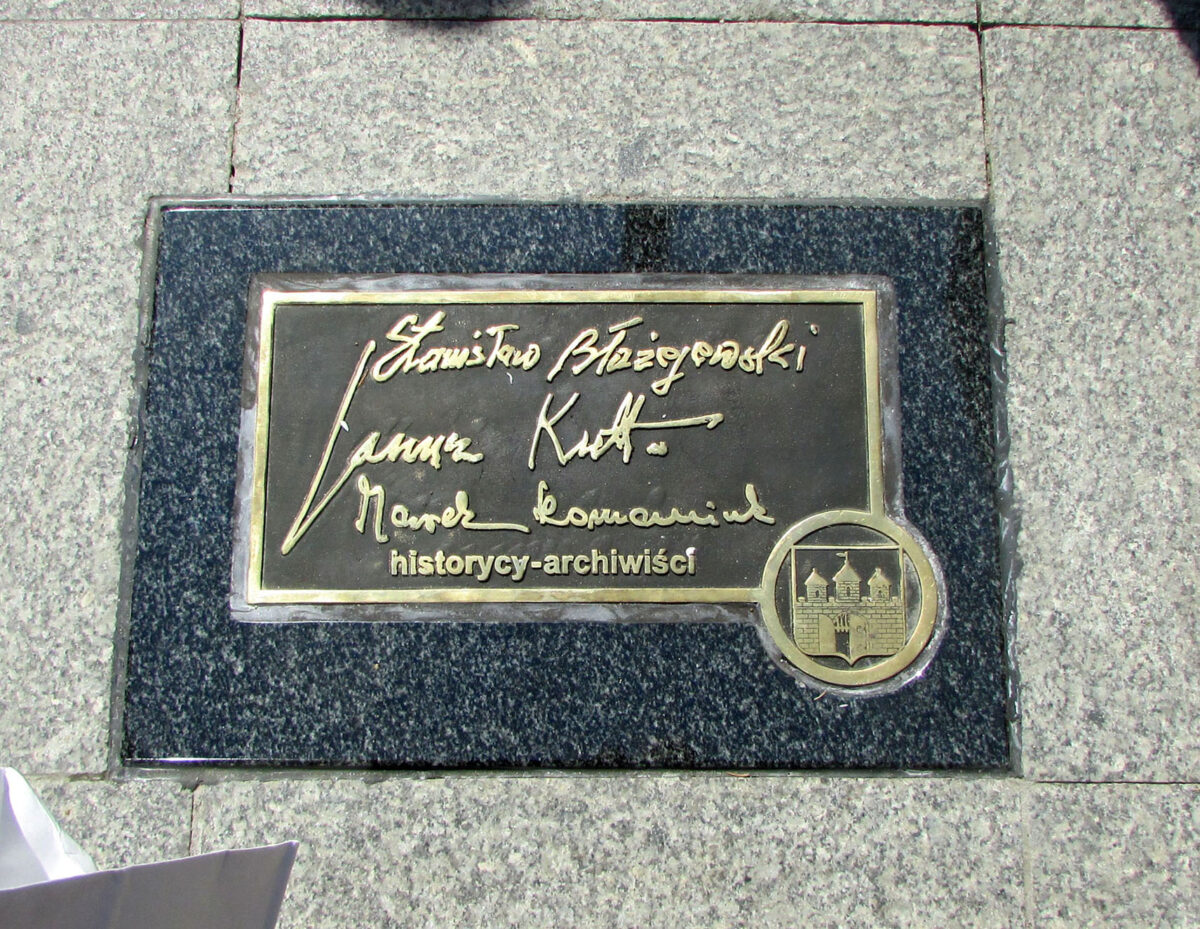 Stanisław Błażejewski
Janusz Kutta
Marek Romaniuk
historycy-archiwiści